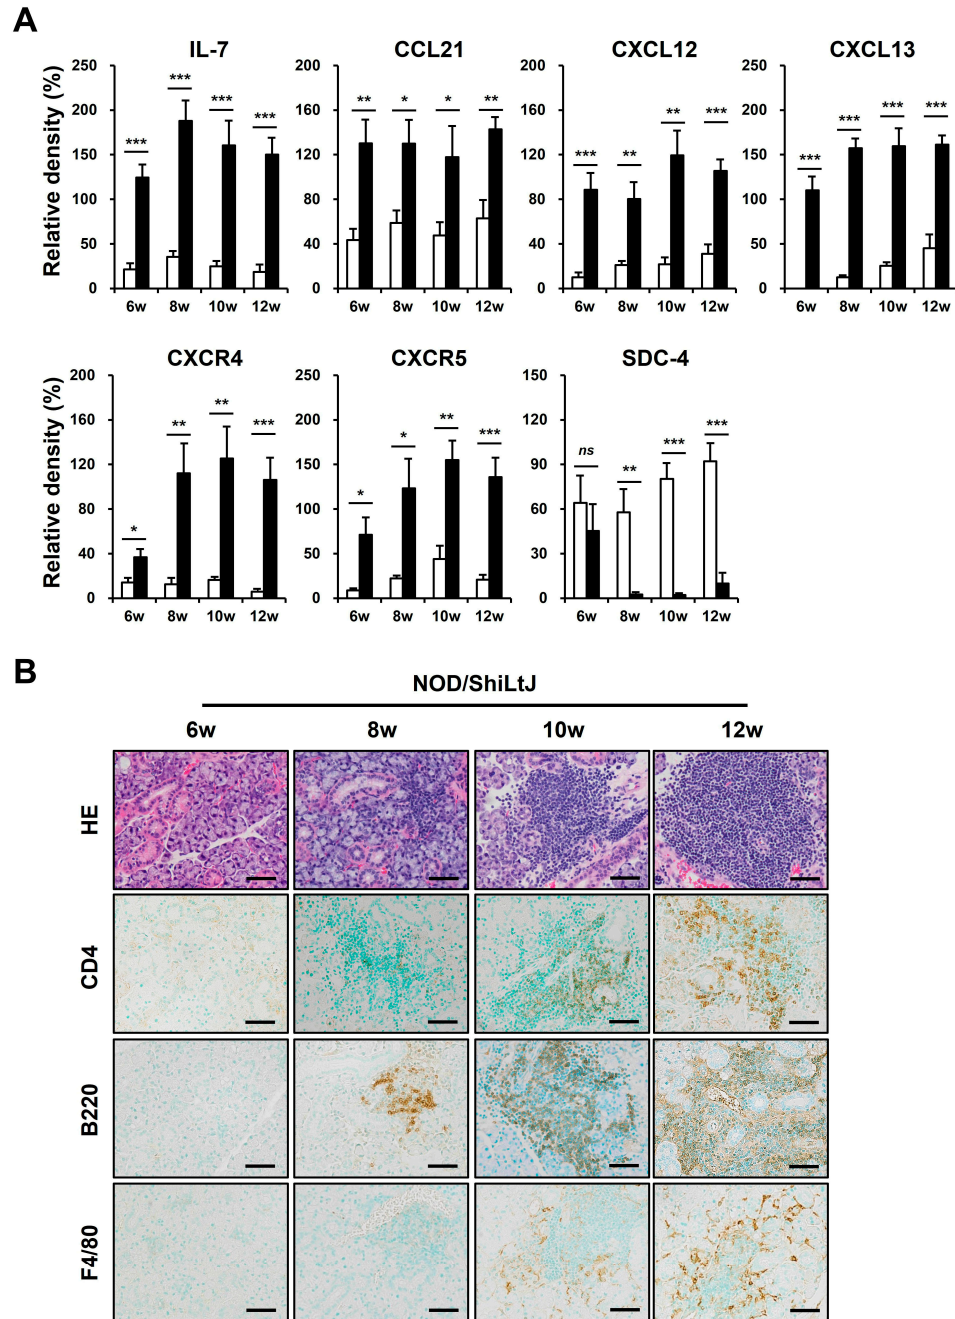 A
IL-7
CCL21
CXCL12
CXCL13
Relative density (%)
250
200
150
100
50
0
***
***
***
***
6w
8w
10w
12w
200
160
120
80
40
0
**
*
*
**
6w
8w
10w
12w
200
160
120
80
40
0
***
**
**
***
6w
8w
10w
12w
250
200
150
100
50
0
***
***
***
***
6w
8w
10w
12w
CXCR4
CXCR5
SDC-4
Relative density (%)
200
160
120
80
40
0
*
**
**
***
6w
8w
10w
12w
250
200
150
100
50
0
*
*
**
***
6w
8w
10w
12w
150
120
90
60
30
0
ns
**
***
***
6w
8w
10w
12w
B
NOD/ShiLtJ
6w
8w
10w
12w
HE
CD4
B220
F4/80